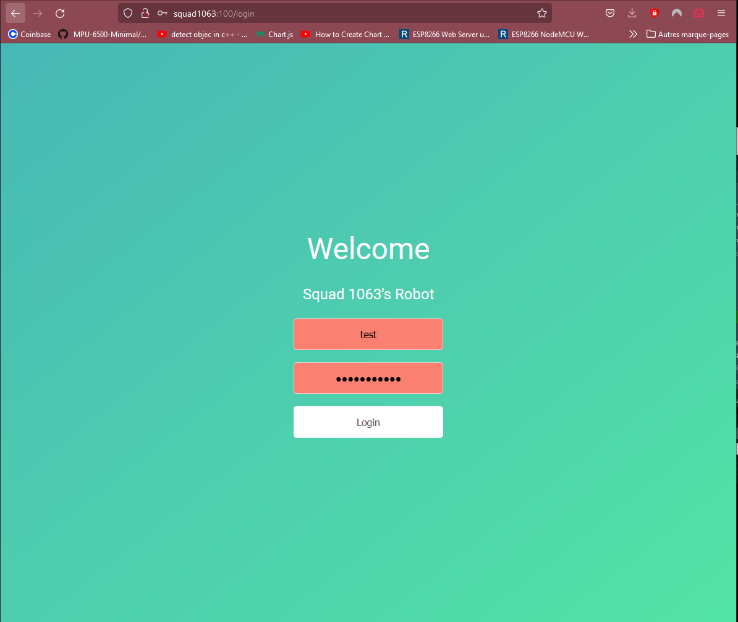 squad1063:100/login
Coinbase MPU-6500-Minimal/... detect objec in c++ - ... Chart.js How to Create Chart ... ESP8266 Web Server u... ESP8266 NodeMCU W... Autres marque-pages
Welcome
Squad 1063's Robot
test
●●●●●●●●●●●
Login